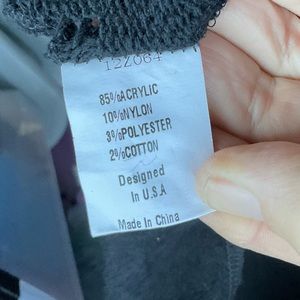 12Z064
85%ACRYLIC
10%NYLON
3%POLYESTER
2%COTTON
Designed
In U.S.A
Made In China